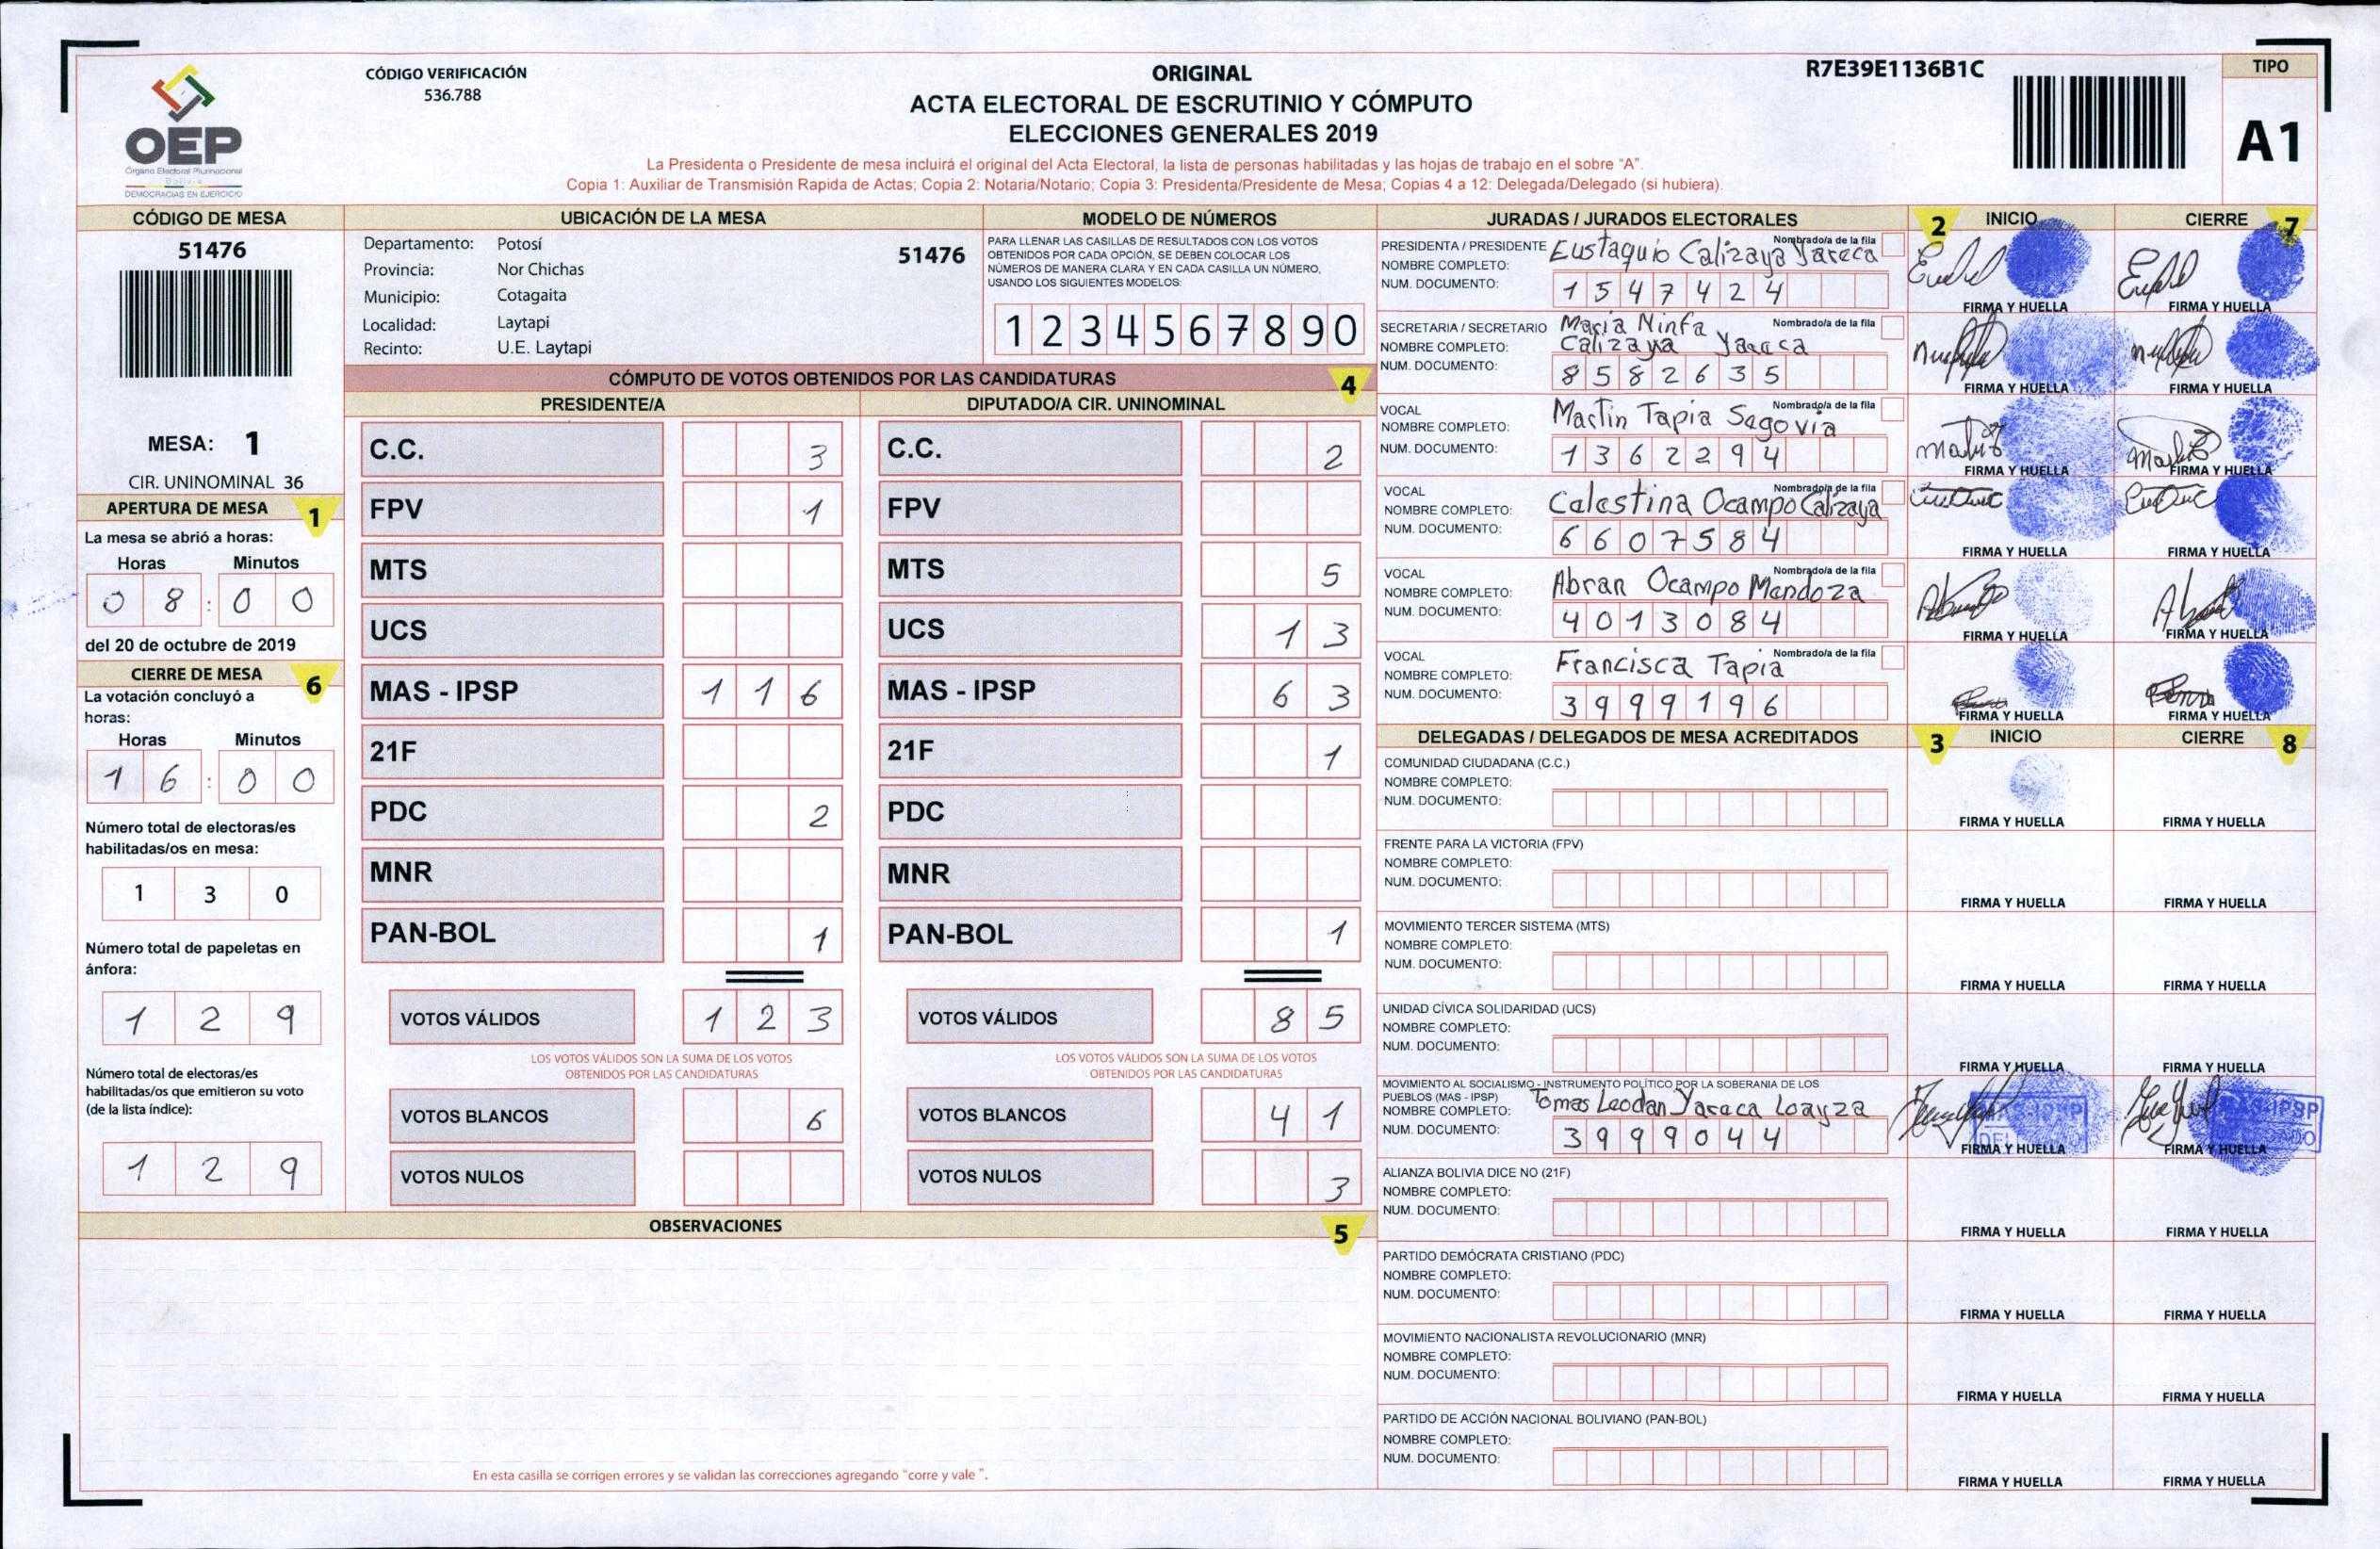 OEP
Órgano Electoral Plurinacional
Bolivia
DEMOCRACIAS EN EJERCICIO
CÓDIGO VERIFICACIÓN
536.788
ORIGINAL
ACTA ELECTORAL DE ESCRUTINIO Y CÓMPUTO
ELECCIONES GENERALES 2019
La Presidenta o Presidente de mesa incluirá el original del Acta Electoral, la lista de personas habilitadas y las hojas de trabajo en el sobre "A".
Copia 1: Auxiliar de Transmisión Rapida de Actas; Copia 2: Notaria/Notario; Copia 3: Presidenta/Presidente de Mesa; Copias 4 a 12: Delegada/Delegado (si hubiera).
R7E39E1136B1C
TIPO
A1
CÓDIGO DE MESA
51476
MESA: 1
CIR. UNINOMINAL 36
APERTURA DE MESA 1
La mesa se abrió a horas:
Horas Minutos
0 8 : 0 0
del 20 de octubre de 2019
CIERRE DE MESA 6
La votación concluyó a
horas:
Horas Minutos
1 6 : 0 0
Número total de electoras/es
habilitadas/os en mesa:
1 3 0
Número total de papeletas en
ánfora:
1 2 9
Número total de electoras/es
habilitadas/os que emitieron su voto
(de la lista índice):
1 2 9
UBICACIÓN DE LA MESA
Departamento: Potosí 51476
Provincia: Nor Chichas
Municipio: Cotagaita
Localidad: Laytapi
Recinto: U.E. Laytapi
MODELO DE NÚMEROS
PARA LLENAR LAS CASILLAS DE RESULTADOS CON LOS VOTOS
OBTENIDOS POR CADA OPCIÓN, SE DEBEN COLOCAR LOS
NÚMEROS DE MANERA CLARA Y EN CADA CASILLA UN NÚMERO,
USANDO LOS SIGUIENTES MODELOS:
1 2 3 4 5 6 7 8 9 0
CÓMPUTO DE VOTOS OBTENIDOS POR LAS CANDIDATURAS 4
PRESIDENTE/A
C.C. 3
FPV 1
MTS
UCS
MAS - IPSP 1 1 6
21F
PDC 2
MNR
PAN-BOL 1
VOTOS VÁLIDOS 1 2 3
LOS VOTOS VÁLIDOS SON LA SUMA DE LOS VOTOS
OBTENIDOS POR LAS CANDIDATURAS
VOTOS BLANCOS 6
VOTOS NULOS
DIPUTADO/A CIR. UNINOMINAL
C.C. 2
FPV
MTS 5
UCS 1 3
MAS - IPSP 6 3
21F 1
PDC
MNR
PAN-BOL 1
VOTOS VÁLIDOS 8 5
LOS VOTOS VÁLIDOS SON LA SUMA DE LOS VOTOS
OBTENIDOS POR LAS CANDIDATURAS
VOTOS BLANCOS 4 1
VOTOS NULOS 3
OBSERVACIONES 5
En esta casilla se corrigen errores y se validan las correcciones agregando "corre y vale ".
JURADAS / JURADOS ELECTORALES 2 INICIO CIERRE 7
PRESIDENTA / PRESIDENTE Nombrado/a de la fila
NOMBRE COMPLETO: Eustaquio Calizaya Yareca
NUM. DOCUMENTO: 1 5 4 7 4 2 4
FIRMA Y HUELLA FIRMA Y HUELLA
SECRETARIA / SECRETARIO Maria Ninfa Nombrado/a de la fila
NOMBRE COMPLETO: Calizaya Yareca
NUM. DOCUMENTO: 8 5 8 2 6 3 5
FIRMA Y HUELLA FIRMA Y HUELLA
VOCAL Nombrado/a de la fila
NOMBRE COMPLETO: Martin Tapia Segovia
NUM. DOCUMENTO: 1 3 6 2 2 9 4
FIRMA Y HUELLA FIRMA Y HUELLA
VOCAL Nombrado/a de la fila
NOMBRE COMPLETO: Celestina Ocampo Calizaya
NUM. DOCUMENTO: 6 6 0 7 5 8 4
FIRMA Y HUELLA FIRMA Y HUELLA
VOCAL Nombrado/a de la fila
NOMBRE COMPLETO: Abran Ocampo Mendoza
NUM. DOCUMENTO: 4 0 1 3 0 8 4
FIRMA Y HUELLA FIRMA Y HUELLA
VOCAL Nombrado/a de la fila
NOMBRE COMPLETO: Francisca Tapia
NUM. DOCUMENTO: 3 9 9 9 1 9 6
FIRMA Y HUELLA FIRMA Y HUELLA
DELEGADAS / DELEGADOS DE MESA ACREDITADOS 3 INICIO CIERRE 8
COMUNIDAD CIUDADANA (C.C.)
NOMBRE COMPLETO:
NUM. DOCUMENTO:
FIRMA Y HUELLA FIRMA Y HUELLA
FRENTE PARA LA VICTORIA (FPV)
NOMBRE COMPLETO:
NUM. DOCUMENTO:
FIRMA Y HUELLA FIRMA Y HUELLA
MOVIMIENTO TERCER SISTEMA (MTS)
NOMBRE COMPLETO:
NUM. DOCUMENTO:
FIRMA Y HUELLA FIRMA Y HUELLA
UNIDAD CÍVICA SOLIDARIDAD (UCS)
NOMBRE COMPLETO:
NUM. DOCUMENTO:
FIRMA Y HUELLA FIRMA Y HUELLA
MOVIMIENTO AL SOCIALISMO - INSTRUMENTO POLÍTICO POR LA SOBERANIA DE LOS
PUEBLOS (MAS - IPSP)
NOMBRE COMPLETO: Tomas Leodan Yareca Loayza
NUM. DOCUMENTO: 3 9 9 9 0 4 4
MAS-IPSP
FIRMA Y HUELLA FIRMA Y HUELLA
ALIANZA BOLIVIA DICE NO (21F)
NOMBRE COMPLETO:
NUM. DOCUMENTO:
FIRMA Y HUELLA FIRMA Y HUELLA
PARTIDO DEMÓCRATA CRISTIANO (PDC)
NOMBRE COMPLETO:
NUM. DOCUMENTO:
FIRMA Y HUELLA FIRMA Y HUELLA
MOVIMIENTO NACIONALISTA REVOLUCIONARIO (MNR)
NOMBRE COMPLETO:
NUM. DOCUMENTO:
FIRMA Y HUELLA FIRMA Y HUELLA
PARTIDO DE ACCIÓN NACIONAL BOLIVIANO (PAN-BOL)
NOMBRE COMPLETO:
NUM. DOCUMENTO:
FIRMA Y HUELLA FIRMA Y HUELLA